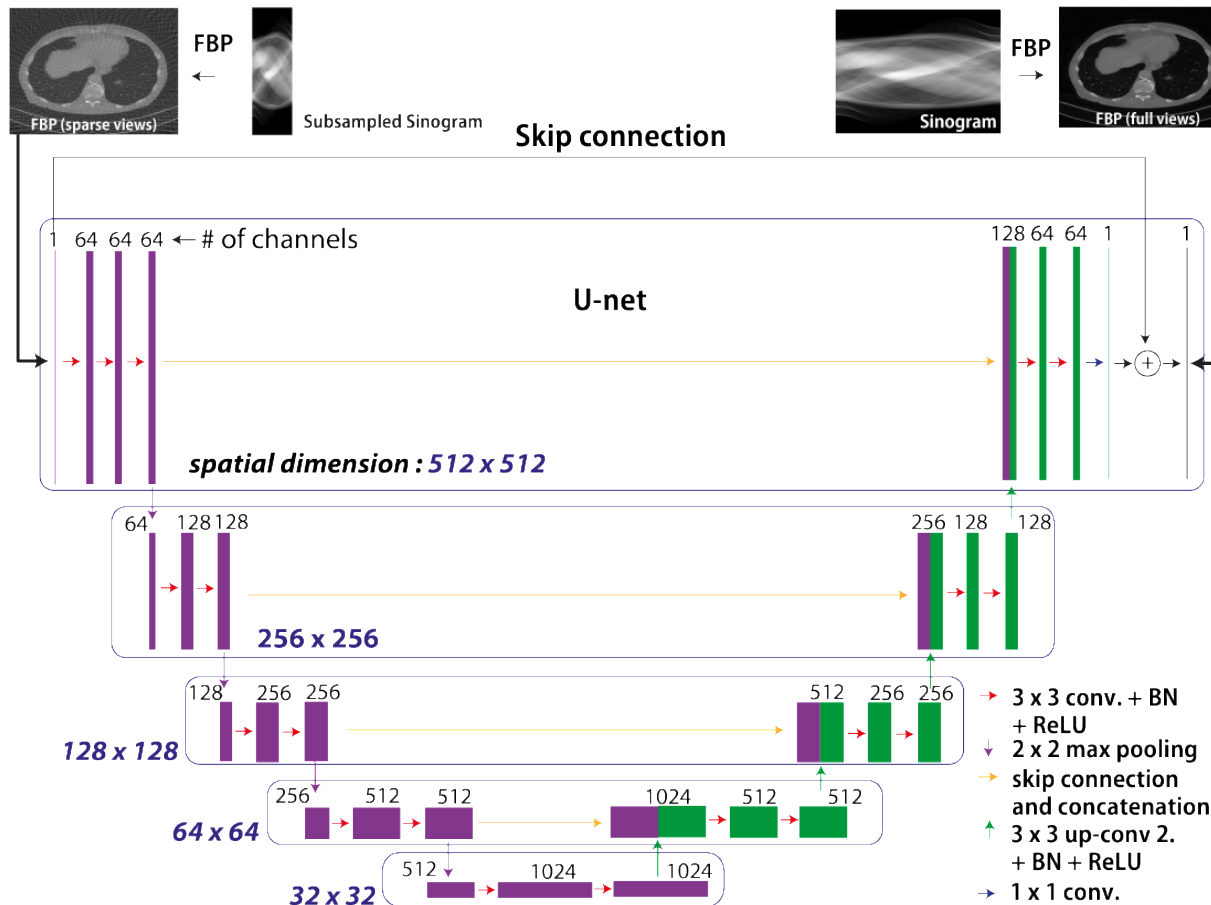 FBP
FBP (sparse views)
Subsampled Sinogram
FBP
Sinogram
FBP (full views)
Skip connection
1 64 64 64 # of channels
128 64 64 1 1
U-net
+
spatial dimension : 512 x 512
64 128 128
256 128 128
256 x 256
128 256 256
512 256 256
128 x 128
256 512 512
1024 512 512
64 x 64
512 1024 1024
32 x 32
3 x 3 conv. + BN
+ ReLU
2 x 2 max pooling
skip connection
and concatenation
3 x 3 up-conv 2.
+ BN + ReLU
1 x 1 conv.